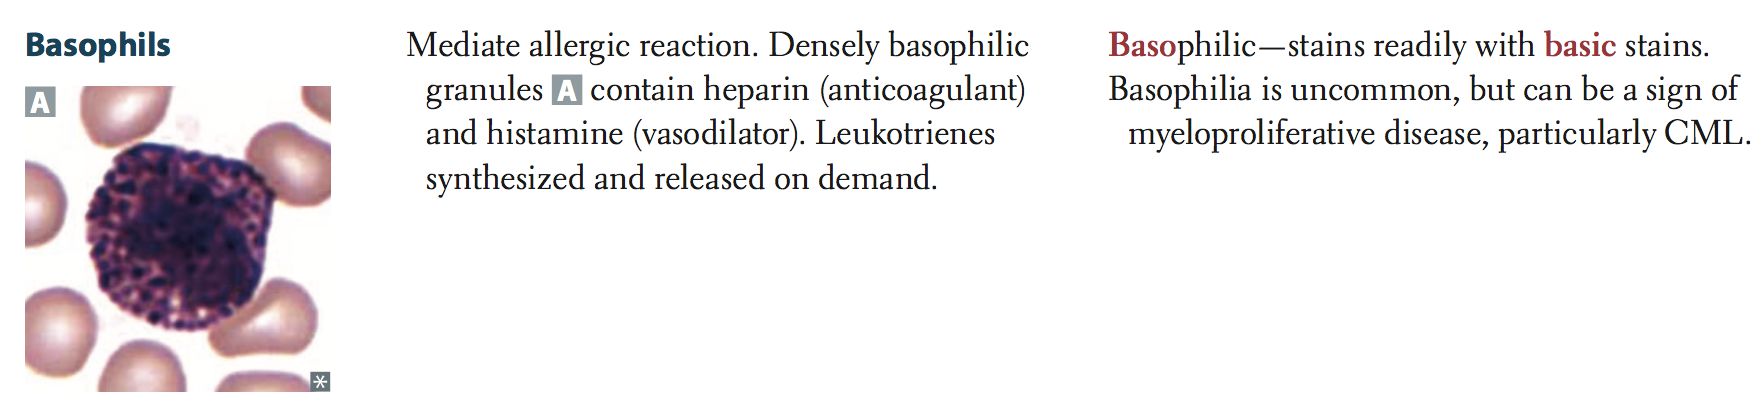 Basophils
A
*
Mediate allergic reaction. Densely basophilic
granules A contain heparin (anticoagulant)
and histamine (vasodilator). Leukotrienes
synthesized and released on demand.
Basophilic—stains readily with basic stains.
Basophilia is uncommon, but can be a sign of
myeloproliferative disease, particularly CML.